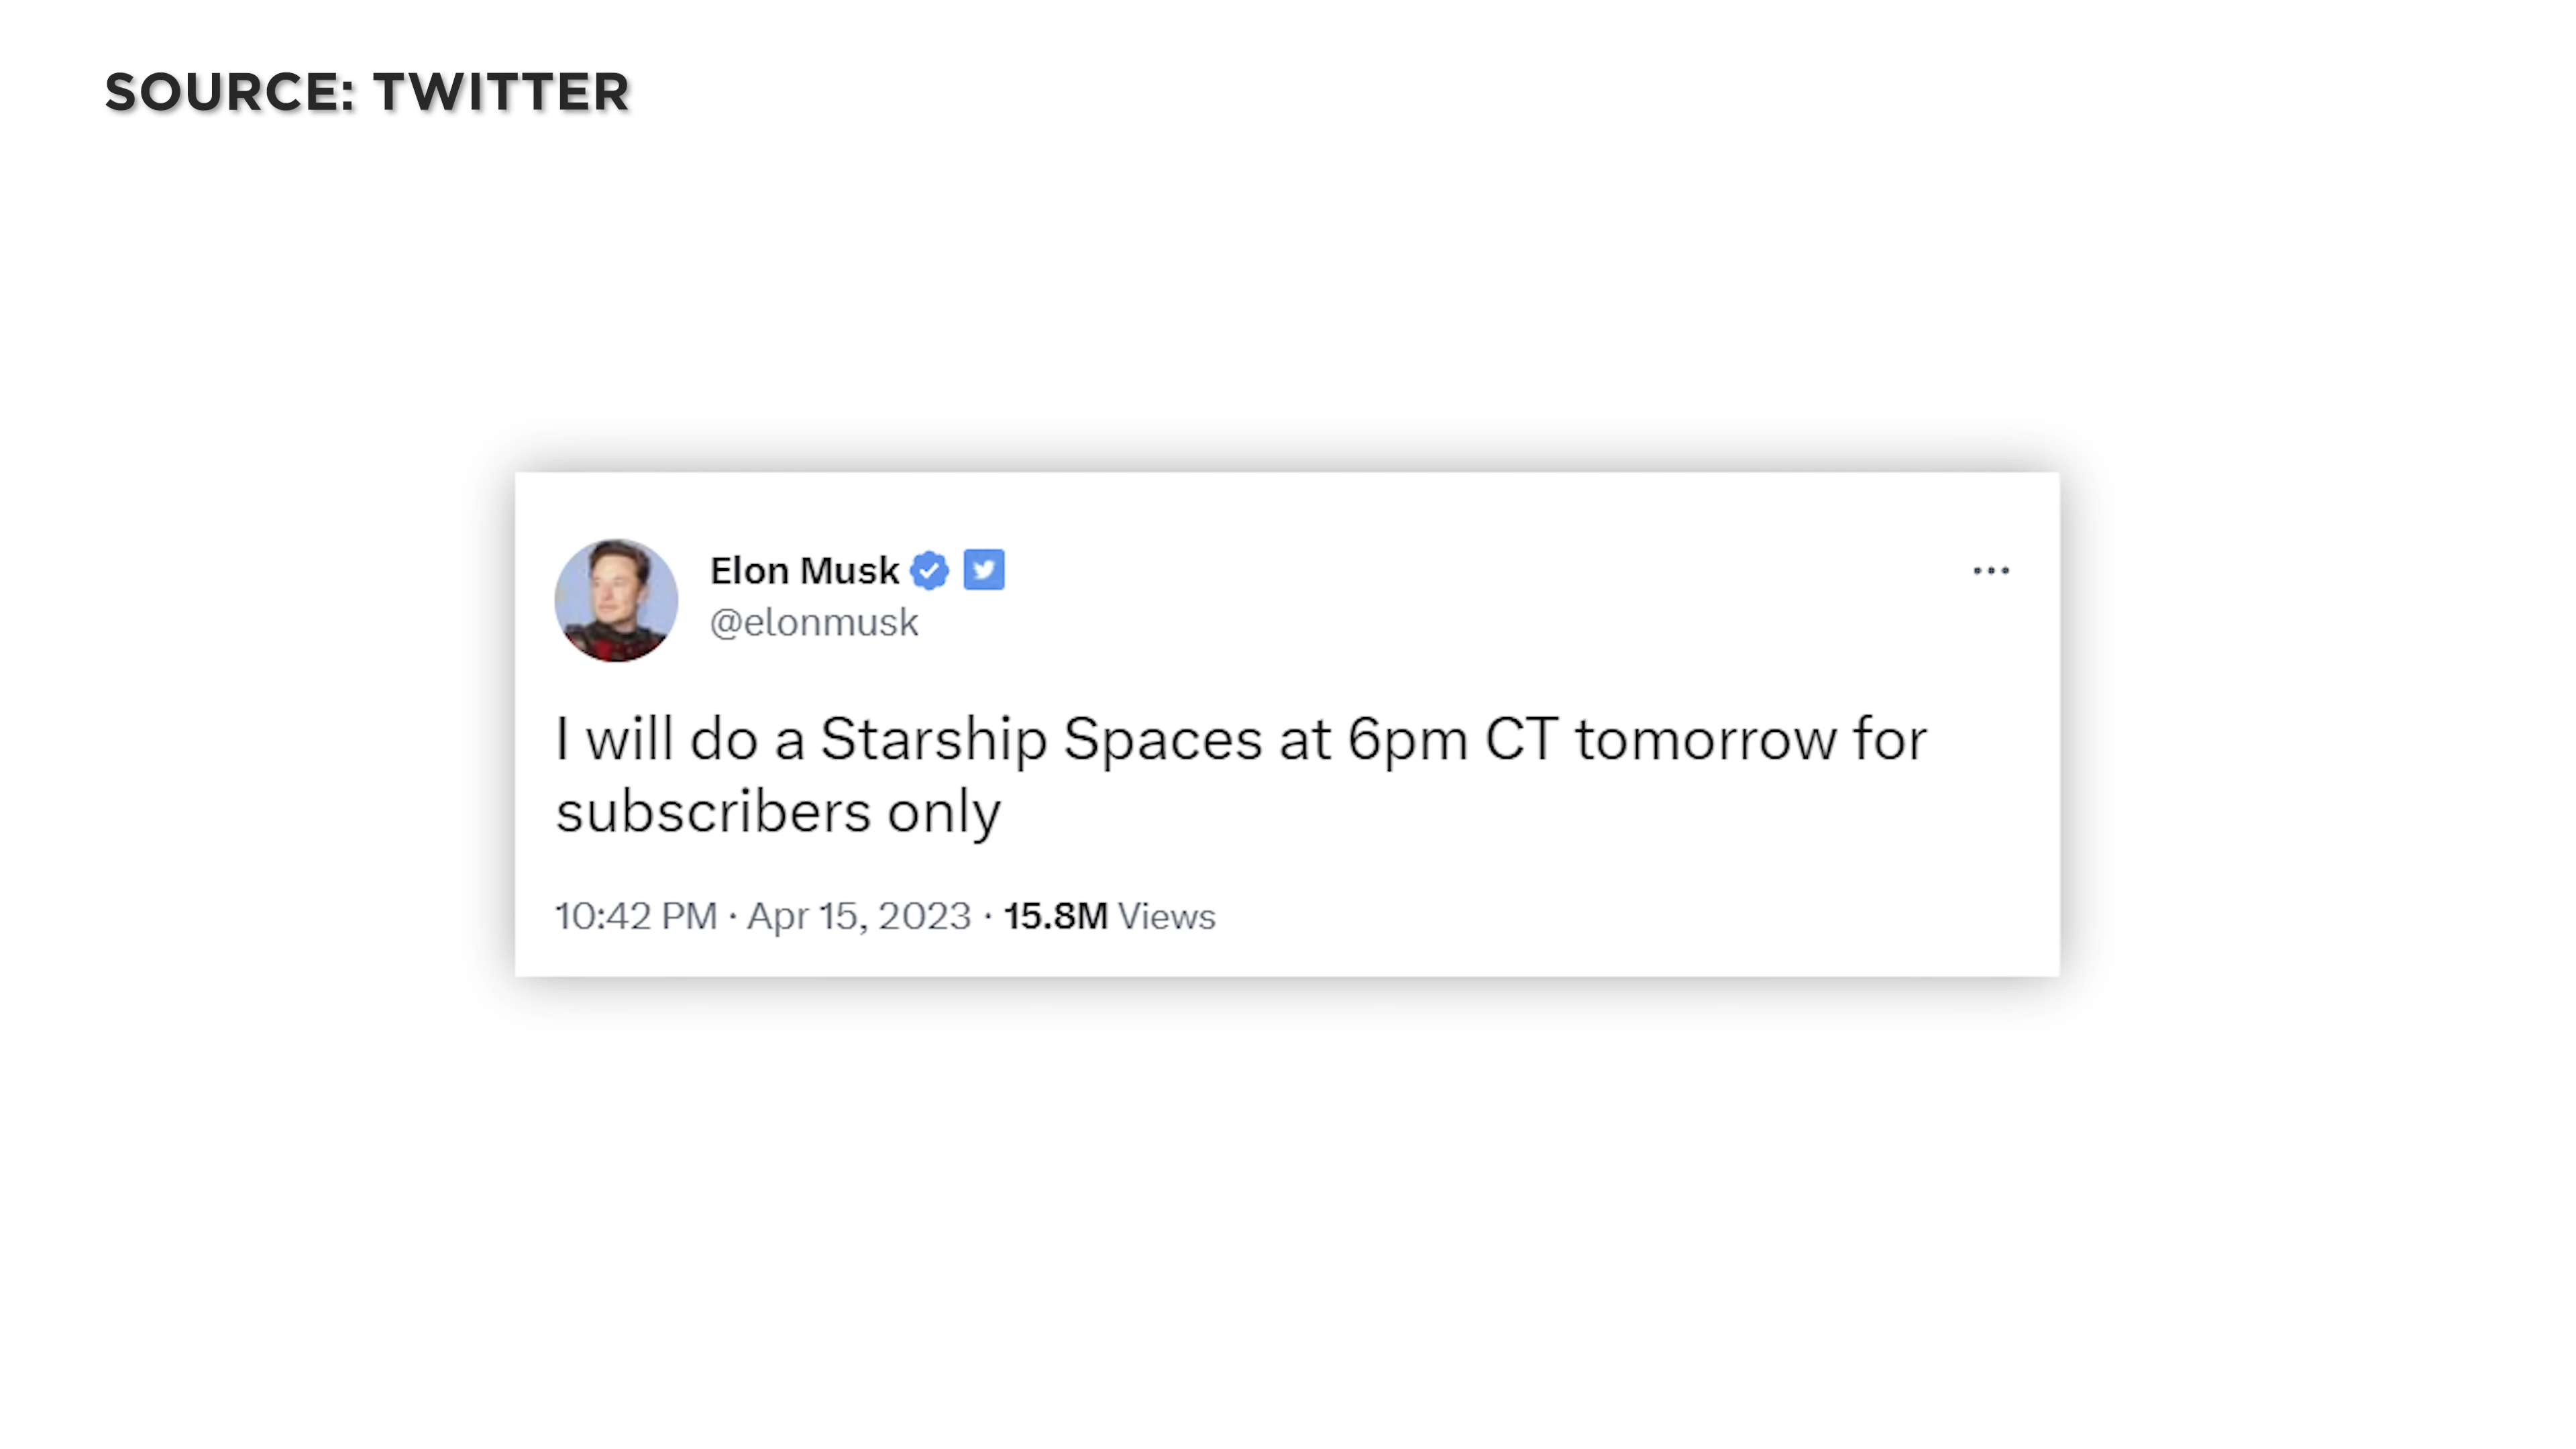 SOURCE: TWITTER
Elon Musk
@elonmusk
I will do a Starship Spaces at 6pm CT tomorrow for
subscribers only
10:42 PM · Apr 15, 2023 · 15.8M Views